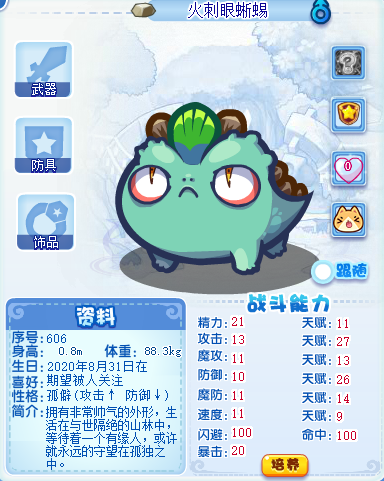 火刺眼蜥蜴
武器
防具
饰品
0
跟随
资料
序号:606
身高: 0.8m 体重:88.3kg
生日:2020年8月31日在
喜好:期望被人关注
性格:孤僻(攻击↑ 防御↓)
简介:拥有非常帅气的外形，生
活在与世隔绝的山林中，
等待着一个有缘人，或许
就永远的守望在孤独之
中。
战斗能力
精力:21 天赋:11
攻击:13 天赋:27
魔攻:11 天赋:13
防御:10 天赋:26
魔防:11 天赋:14
速度:11 天赋:9
闪避:100 命中:100
暴击:20
培养